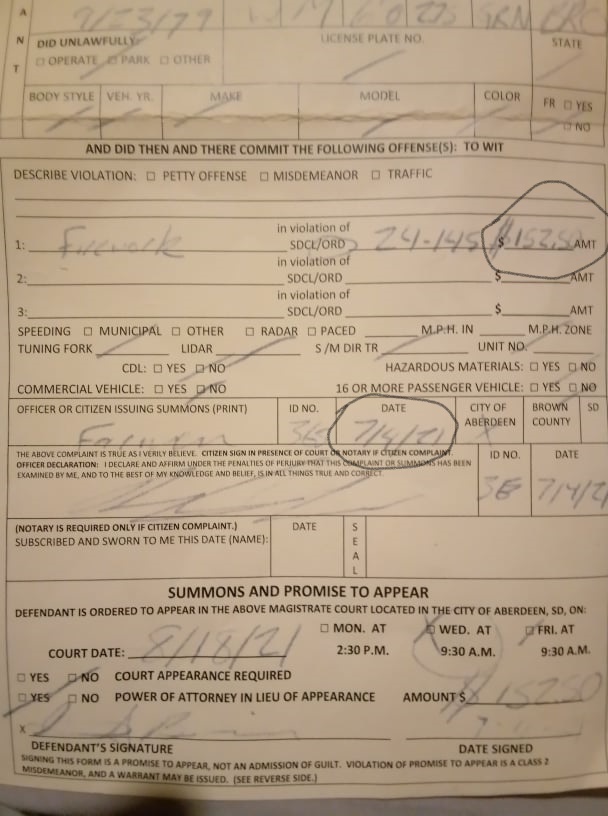 A
9/23/79 W M 6'0 225 GRN BRO
N
T
DID UNLAWFULLY
☐ OPERATE ☐ PARK ☐ OTHER
LICENSE PLATE NO.
STATE
BODY STYLE VEH. YR. MAKE MODEL COLOR FR ☐ YES
☐ NO
AND DID THEN AND THERE COMMIT THE FOLLOWING OFFENSE(S): TO WIT
DESCRIBE VIOLATION: ☐ PETTY OFFENSE ☐ MISDEMEANOR ☐ TRAFFIC
in violation of
1: Firework SDCL/ORD 24-145 $ 152.50 AMT
in violation of
2: SDCL/ORD $ AMT
in violation of
3: SDCL/ORD $ AMT
SPEEDING ☐ MUNICIPAL ☐ OTHER ☐ RADAR ☐ PACED M.P.H. IN M.P.H. ZONE
TUNING FORK LIDAR S/M DIR TR UNIT NO.
CDL: ☐ YES ☐ NO HAZARDOUS MATERIALS: ☐ YES ☐ NO
COMMERCIAL VEHICLE: ☐ YES ☐ NO 16 OR MORE PASSENGER VEHICLE: ☐ YES ☐ NO
OFFICER OR CITIZEN ISSUING SUMMONS (PRINT) ID NO. DATE CITY OF ABERDEEN BROWN COUNTY SD
7/4/21 X
THE ABOVE COMPLAINT IS TRUE AS I VERILY BELIEVE. CITIZEN SIGN IN PRESENCE OF COURT OR NOTARY IF CITIZEN COMPLAINT.
OFFICER DECLARATION: I DECLARE AND AFFIRM UNDER THE PENALTIES OF PERJURY THAT THIS COMPLAINT OR SUMMONS HAS BEEN
EXAMINED BY ME, AND TO THE BEST OF MY KNOWLEDGE AND BELIEF, IS IN ALL THINGS TRUE AND CORRECT.
ID NO. DATE
7/4/21
(NOTARY IS REQUIRED ONLY IF CITIZEN COMPLAINT.)
SUBSCRIBED AND SWORN TO ME THIS DATE (NAME):
DATE
S
E
A
L
SUMMONS AND PROMISE TO APPEAR
DEFENDANT IS ORDERED TO APPEAR IN THE ABOVE MAGISTRATE COURT LOCATED IN THE CITY OF ABERDEEN, SD, ON:
☐ MON. AT ☐ WED. AT ☐ FRI. AT
COURT DATE: 8/18/21 2:30 P.M. 9:30 A.M. 9:30 A.M.
☐ YES ☐ NO COURT APPEARANCE REQUIRED
☐ YES ☐ NO POWER OF ATTORNEY IN LIEU OF APPEARANCE AMOUNT $ 152.50
X
DEFENDANT'S SIGNATURE DATE SIGNED
SIGNING THIS FORM IS A PROMISE TO APPEAR, NOT AN ADMISSION OF GUILT. VIOLATION OF PROMISE TO APPEAR IS A CLASS 2
MISDEMEANOR, AND A WARRANT MAY BE ISSUED. (SEE REVERSE SIDE.)